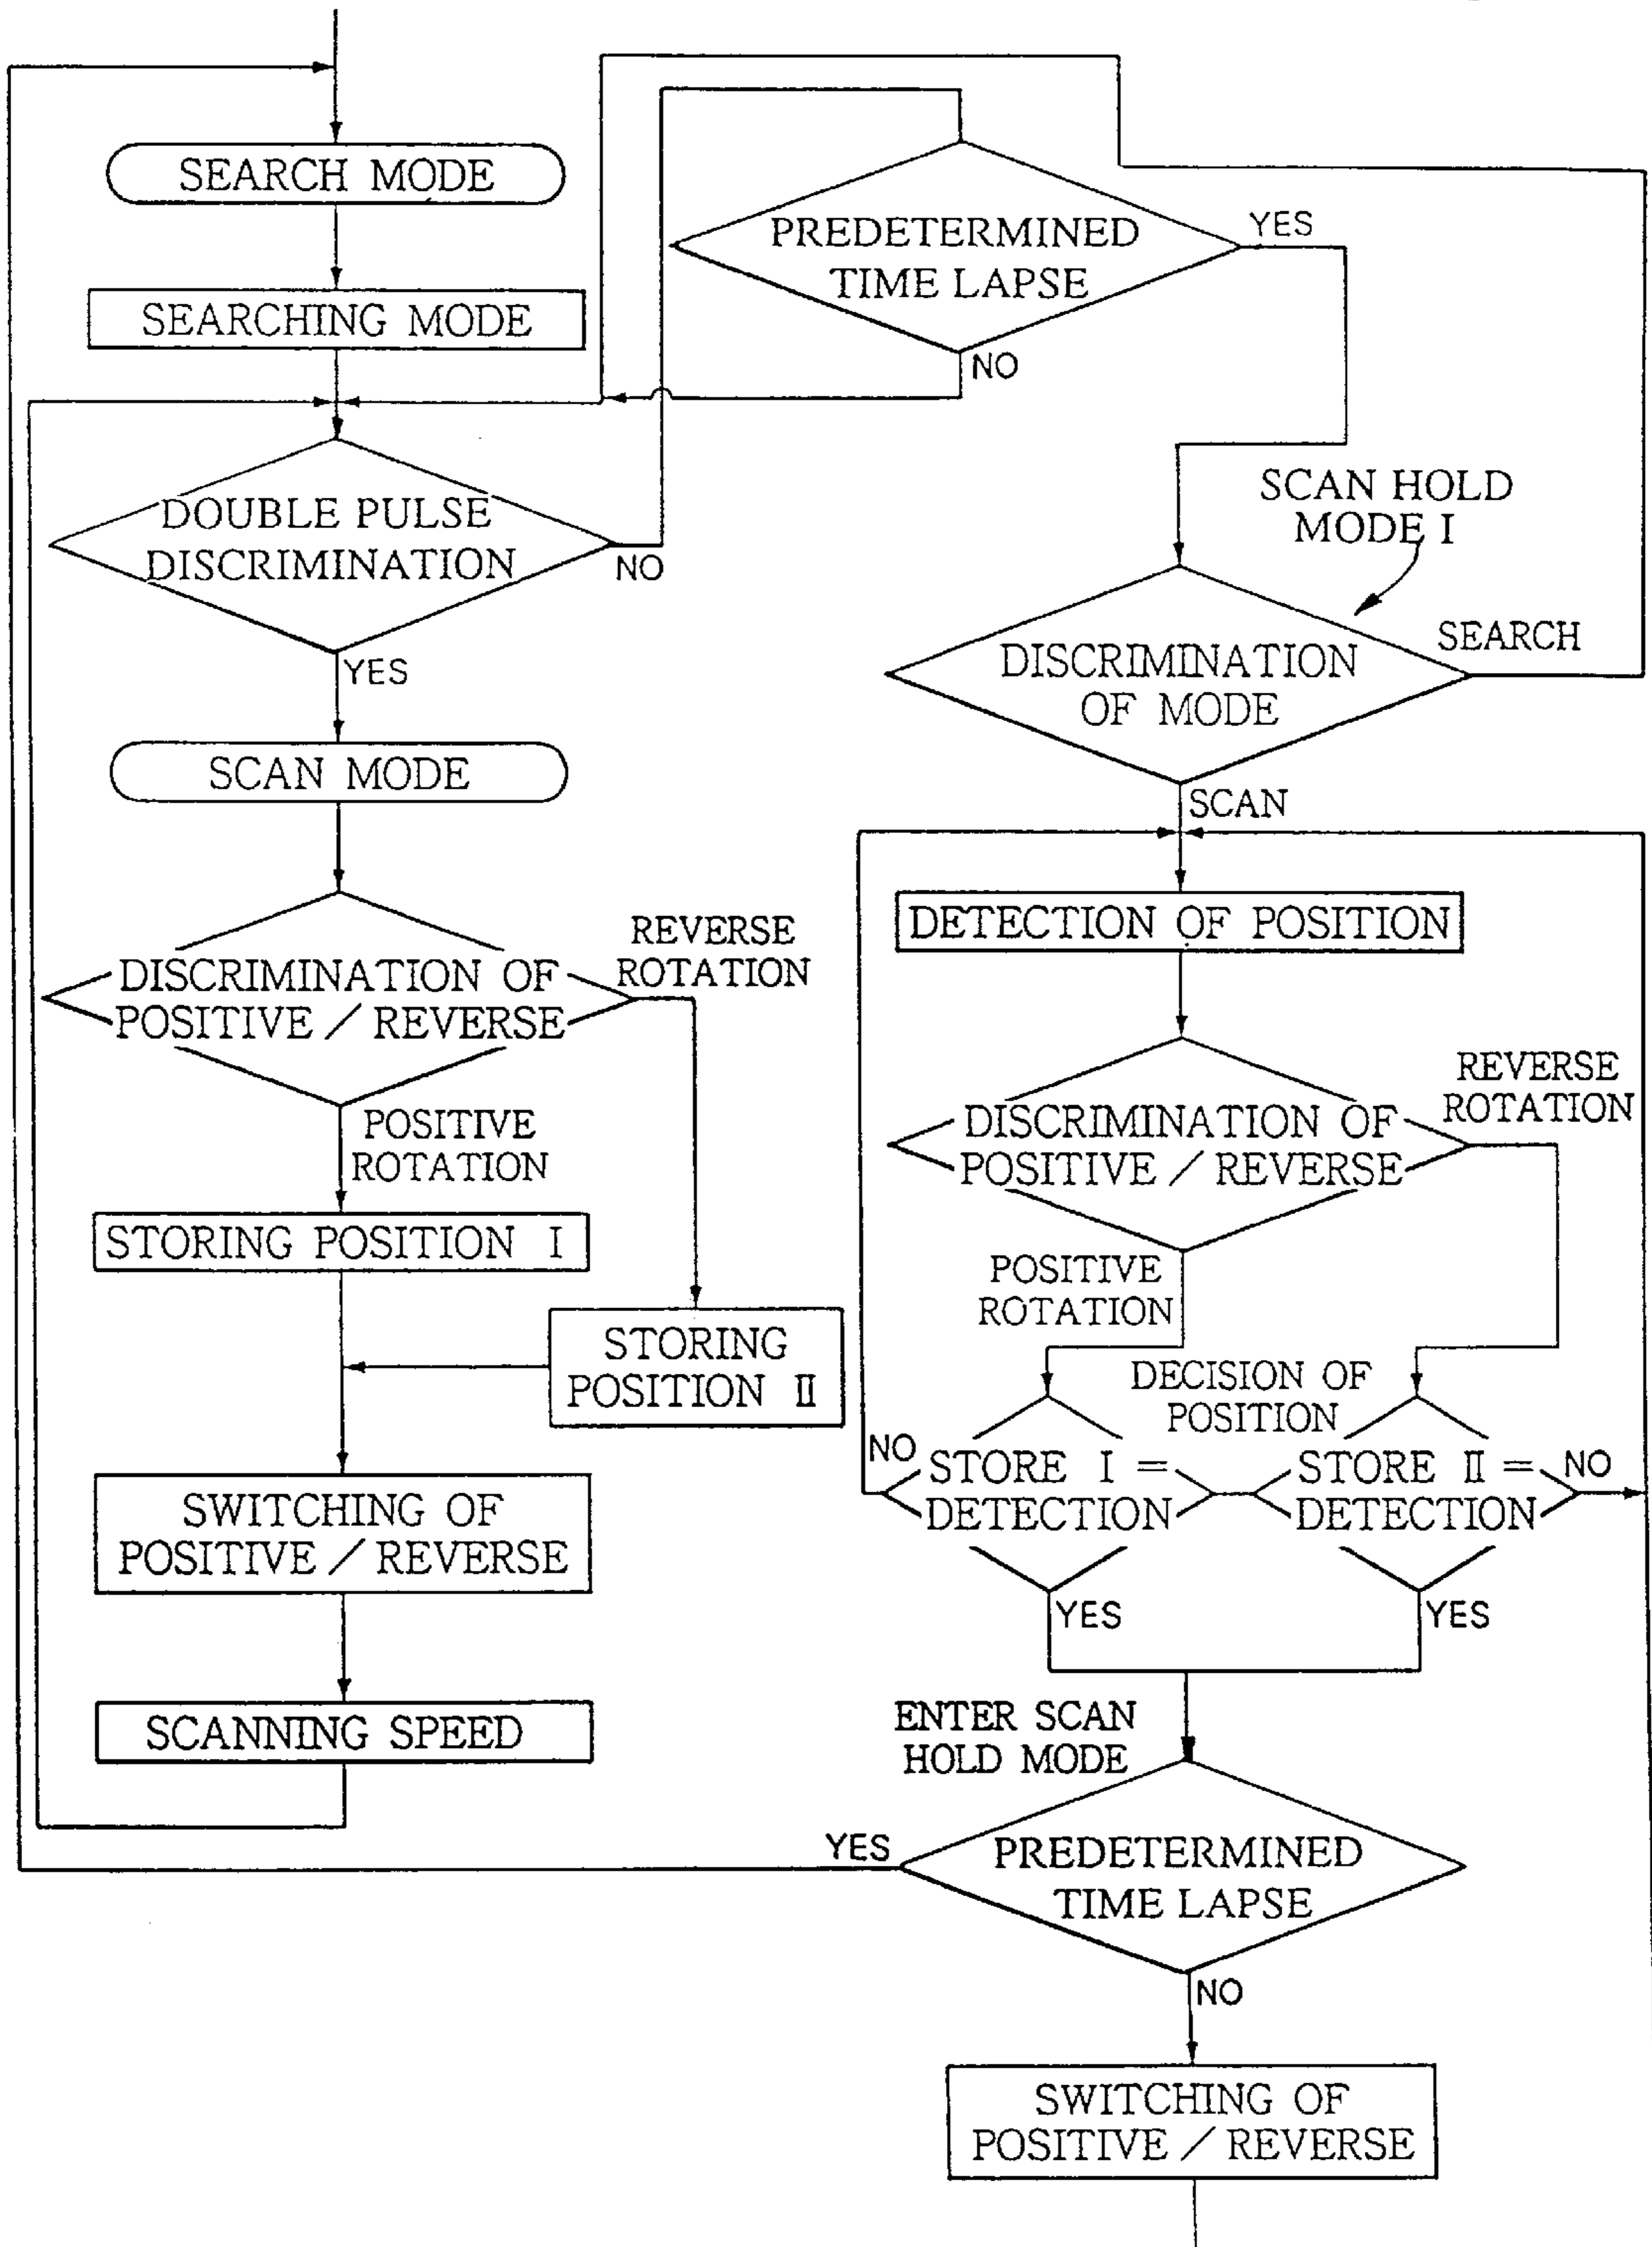 SEARCH MODE
SEARCHING MODE
DOUBLE PULSE
DISCRIMINATION
NO
YES
SCAN MODE
DISCRIMINATION OF
POSITIVE / REVERSE
REVERSE
ROTATION
POSITIVE
ROTATION
STORING POSITION I
STORING
POSITION II
SWITCHING OF
POSITIVE / REVERSE
SCANNING SPEED
PREDETERMINED
TIME LAPSE
YES
NO
SCAN HOLD
MODE I
DISCRIMINATION
OF MODE
SEARCH
SCAN
DETECTION OF POSITION
DISCRIMINATION OF
POSITIVE / REVERSE
REVERSE
ROTATION
POSITIVE
ROTATION
DECISION OF
POSITION
NO
STORE I =
DETECTION
STORE II =
DETECTION
NO
YES
YES
ENTER SCAN
HOLD MODE
YES
PREDETERMINED
TIME LAPSE
NO
SWITCHING OF
POSITIVE / REVERSE